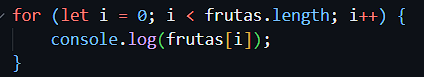 for (let i = 0; i < frutas.length; i++) {
    console.log(frutas[i]);
}